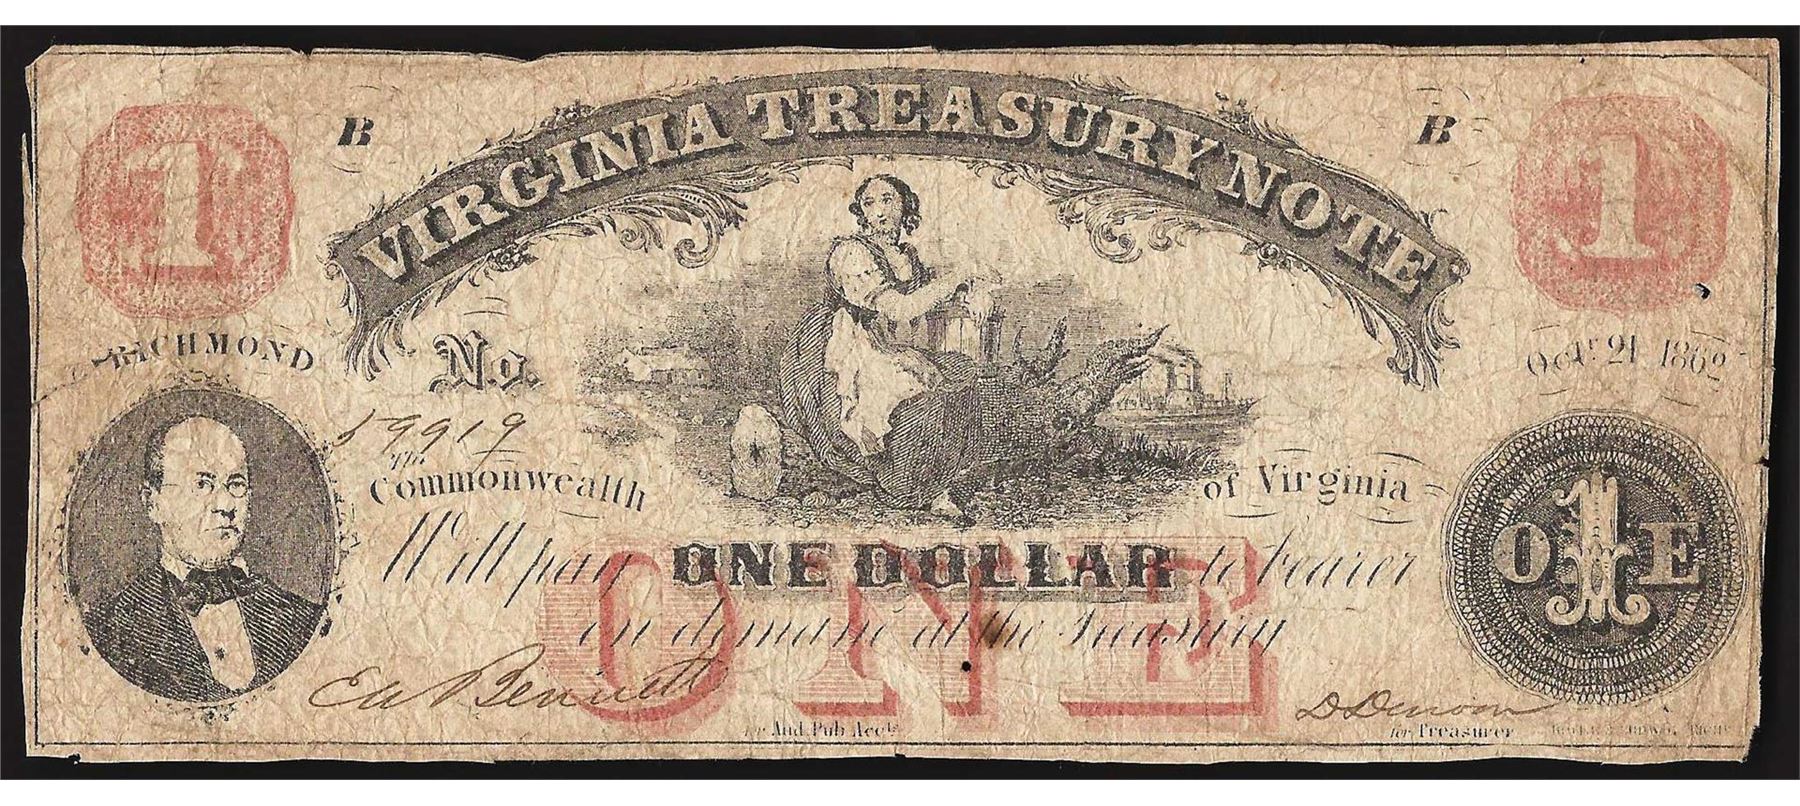 VIRGINIA TREASURY NOTE
1
B
B
1
RICHMOND
No.
Oct. 21 1862
59919
The
Commonwealth
of Virginia
Will pay ONE DOLLAR to bearer
O 1 E
ONE
on demand at the Treasury
for Aud. Pub. Accts.
for Treasurer